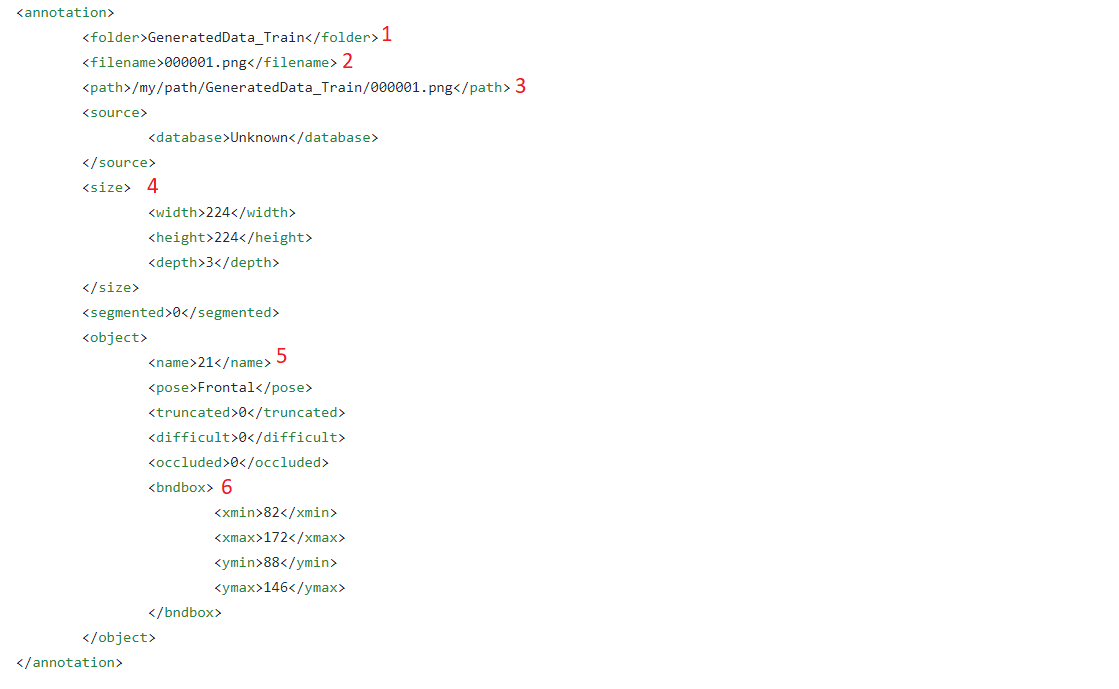 <annotation>
<folder>GeneratedData_Train</folder> 1
<filename>000001.png</filename> 2
<path>/my/path/GeneratedData_Train/000001.png</path> 3
<source>
<database>Unknown</database>
</source>
<size> 4
<width>224</width>
<height>224</height>
<depth>3</depth>
</size>
<segmented>0</segmented>
<object>
<name>21</name> 5
<pose>Frontal</pose>
<truncated>0</truncated>
<difficult>0</difficult>
<occluded>0</occluded>
<bndbox> 6
<xmin>82</xmin>
<xmax>172</xmax>
<ymin>88</ymin>
<ymax>146</ymax>
</bndbox>
</object>
</annotation>